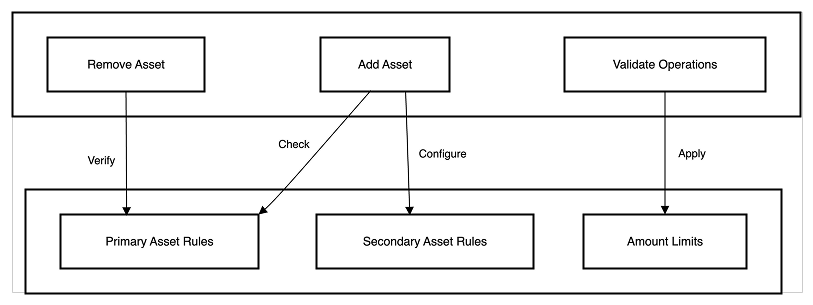 Remove Asset
Add Asset
Validate Operations
Check
Configure
Apply
Verify
Primary Asset Rules
Secondary Asset Rules
Amount Limits